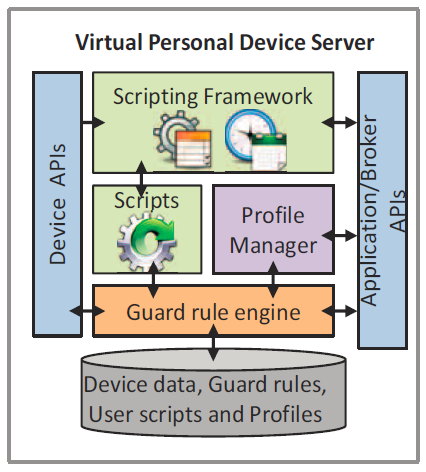 Virtual Personal Device Server
Scripting Framework
Device APIs
Scripts
Profile
Manager
Application/Broker
APIs
Guard rule engine
Device data, Guard rules,
User scripts and Profiles